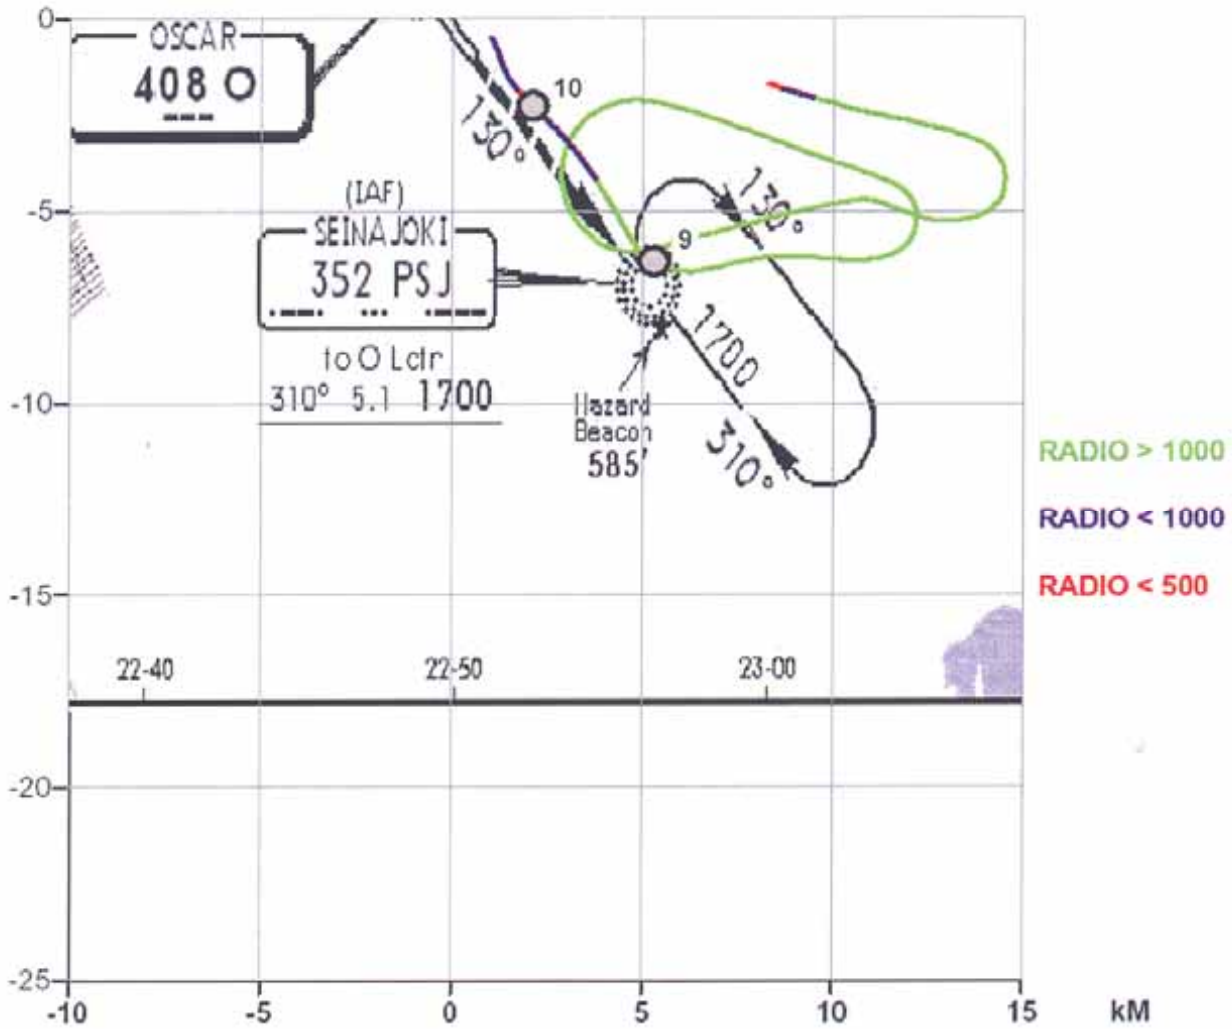 0
OSCAR
408 O
10
130°
(IAF)
SEINAJOKI
352 PSJ
130°
-5
9
to O Lctr
310° 5.1 1700
1700
-10
Hazard
Beacon
585'
310°
RADIO > 1000
RADIO < 1000
-15
RADIO < 500
22-40 22-50 23-00
-20
-25
-10 -5 0 5 10 15 kM